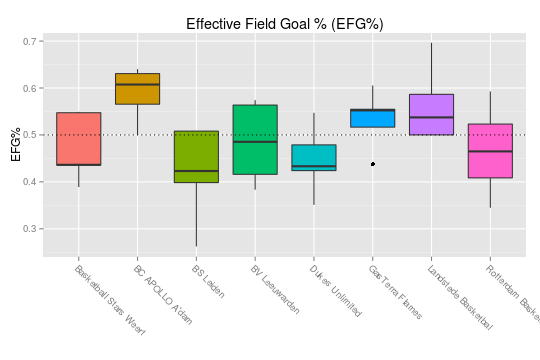 Effective Field Goal % (EFG%)
EFG%
0.7
0.6
0.5
0.4
0.3
Basketball Stars Weert
BC APOLLO A'dam
BS Leiden
BV Leeuwarden
Dukes Unlimited
GasTerra Flames
Landstede Basketbal
Rotterdam Baske